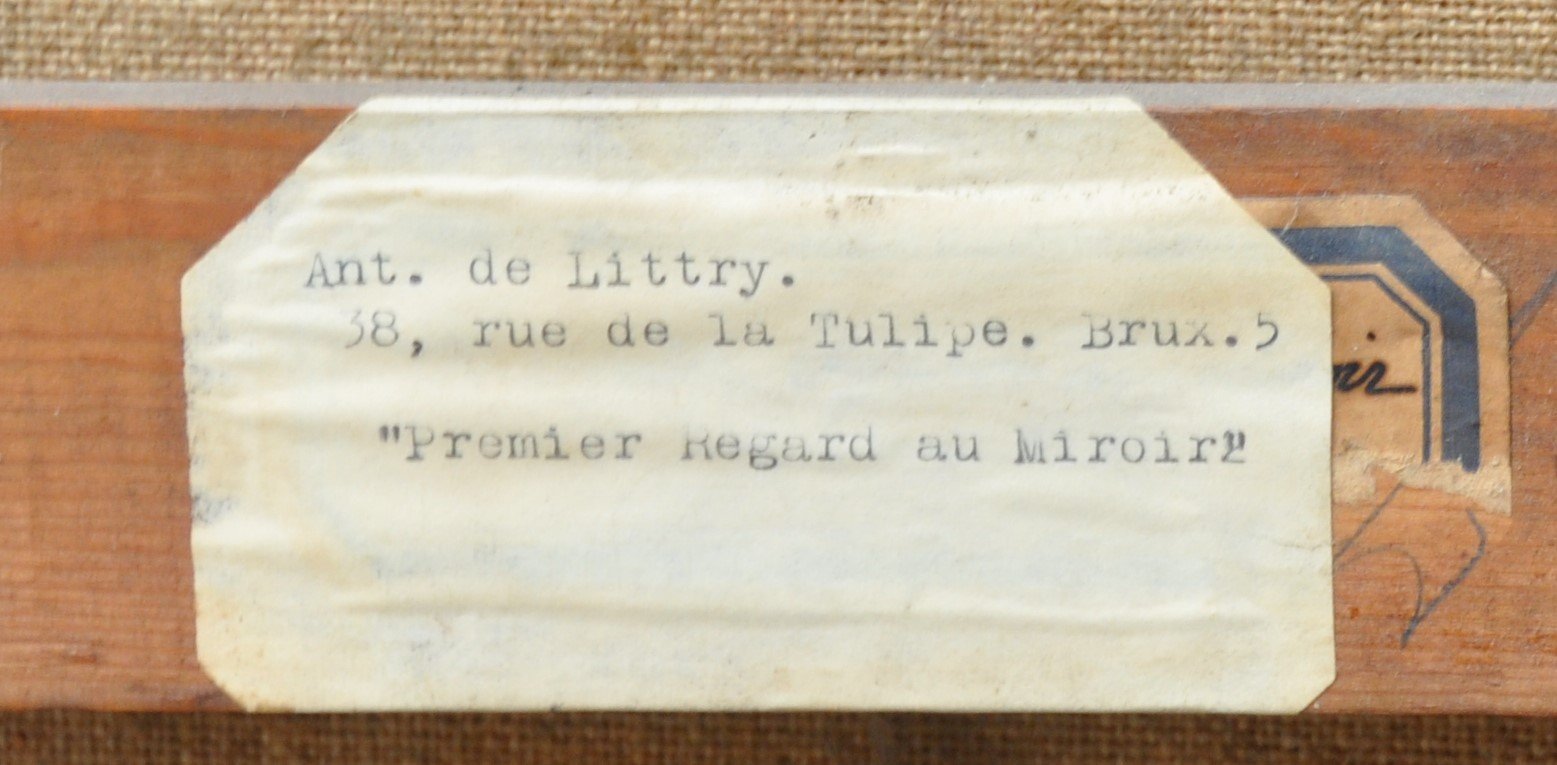 Ant. de Littry.
38, rue de la Tulipe. Brux.5
"Premier Regard au Miroir"